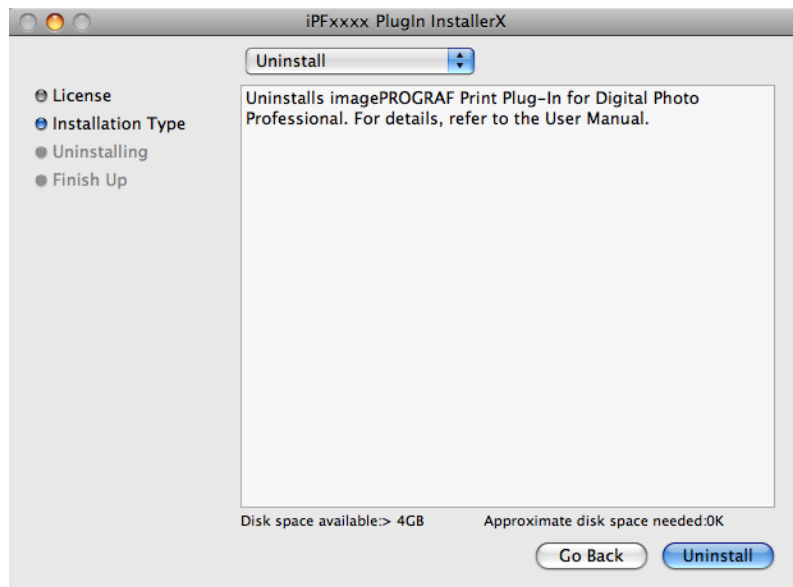 iPFxxxx PlugIn InstallerX
Uninstall
License
Installation Type
Uninstalling
Finish Up
Uninstalls imagePROGRAF Print Plug-In for Digital Photo
Professional. For details, refer to the User Manual.
Disk space available:> 4GB
Approximate disk space needed:0K
Go Back
Uninstall